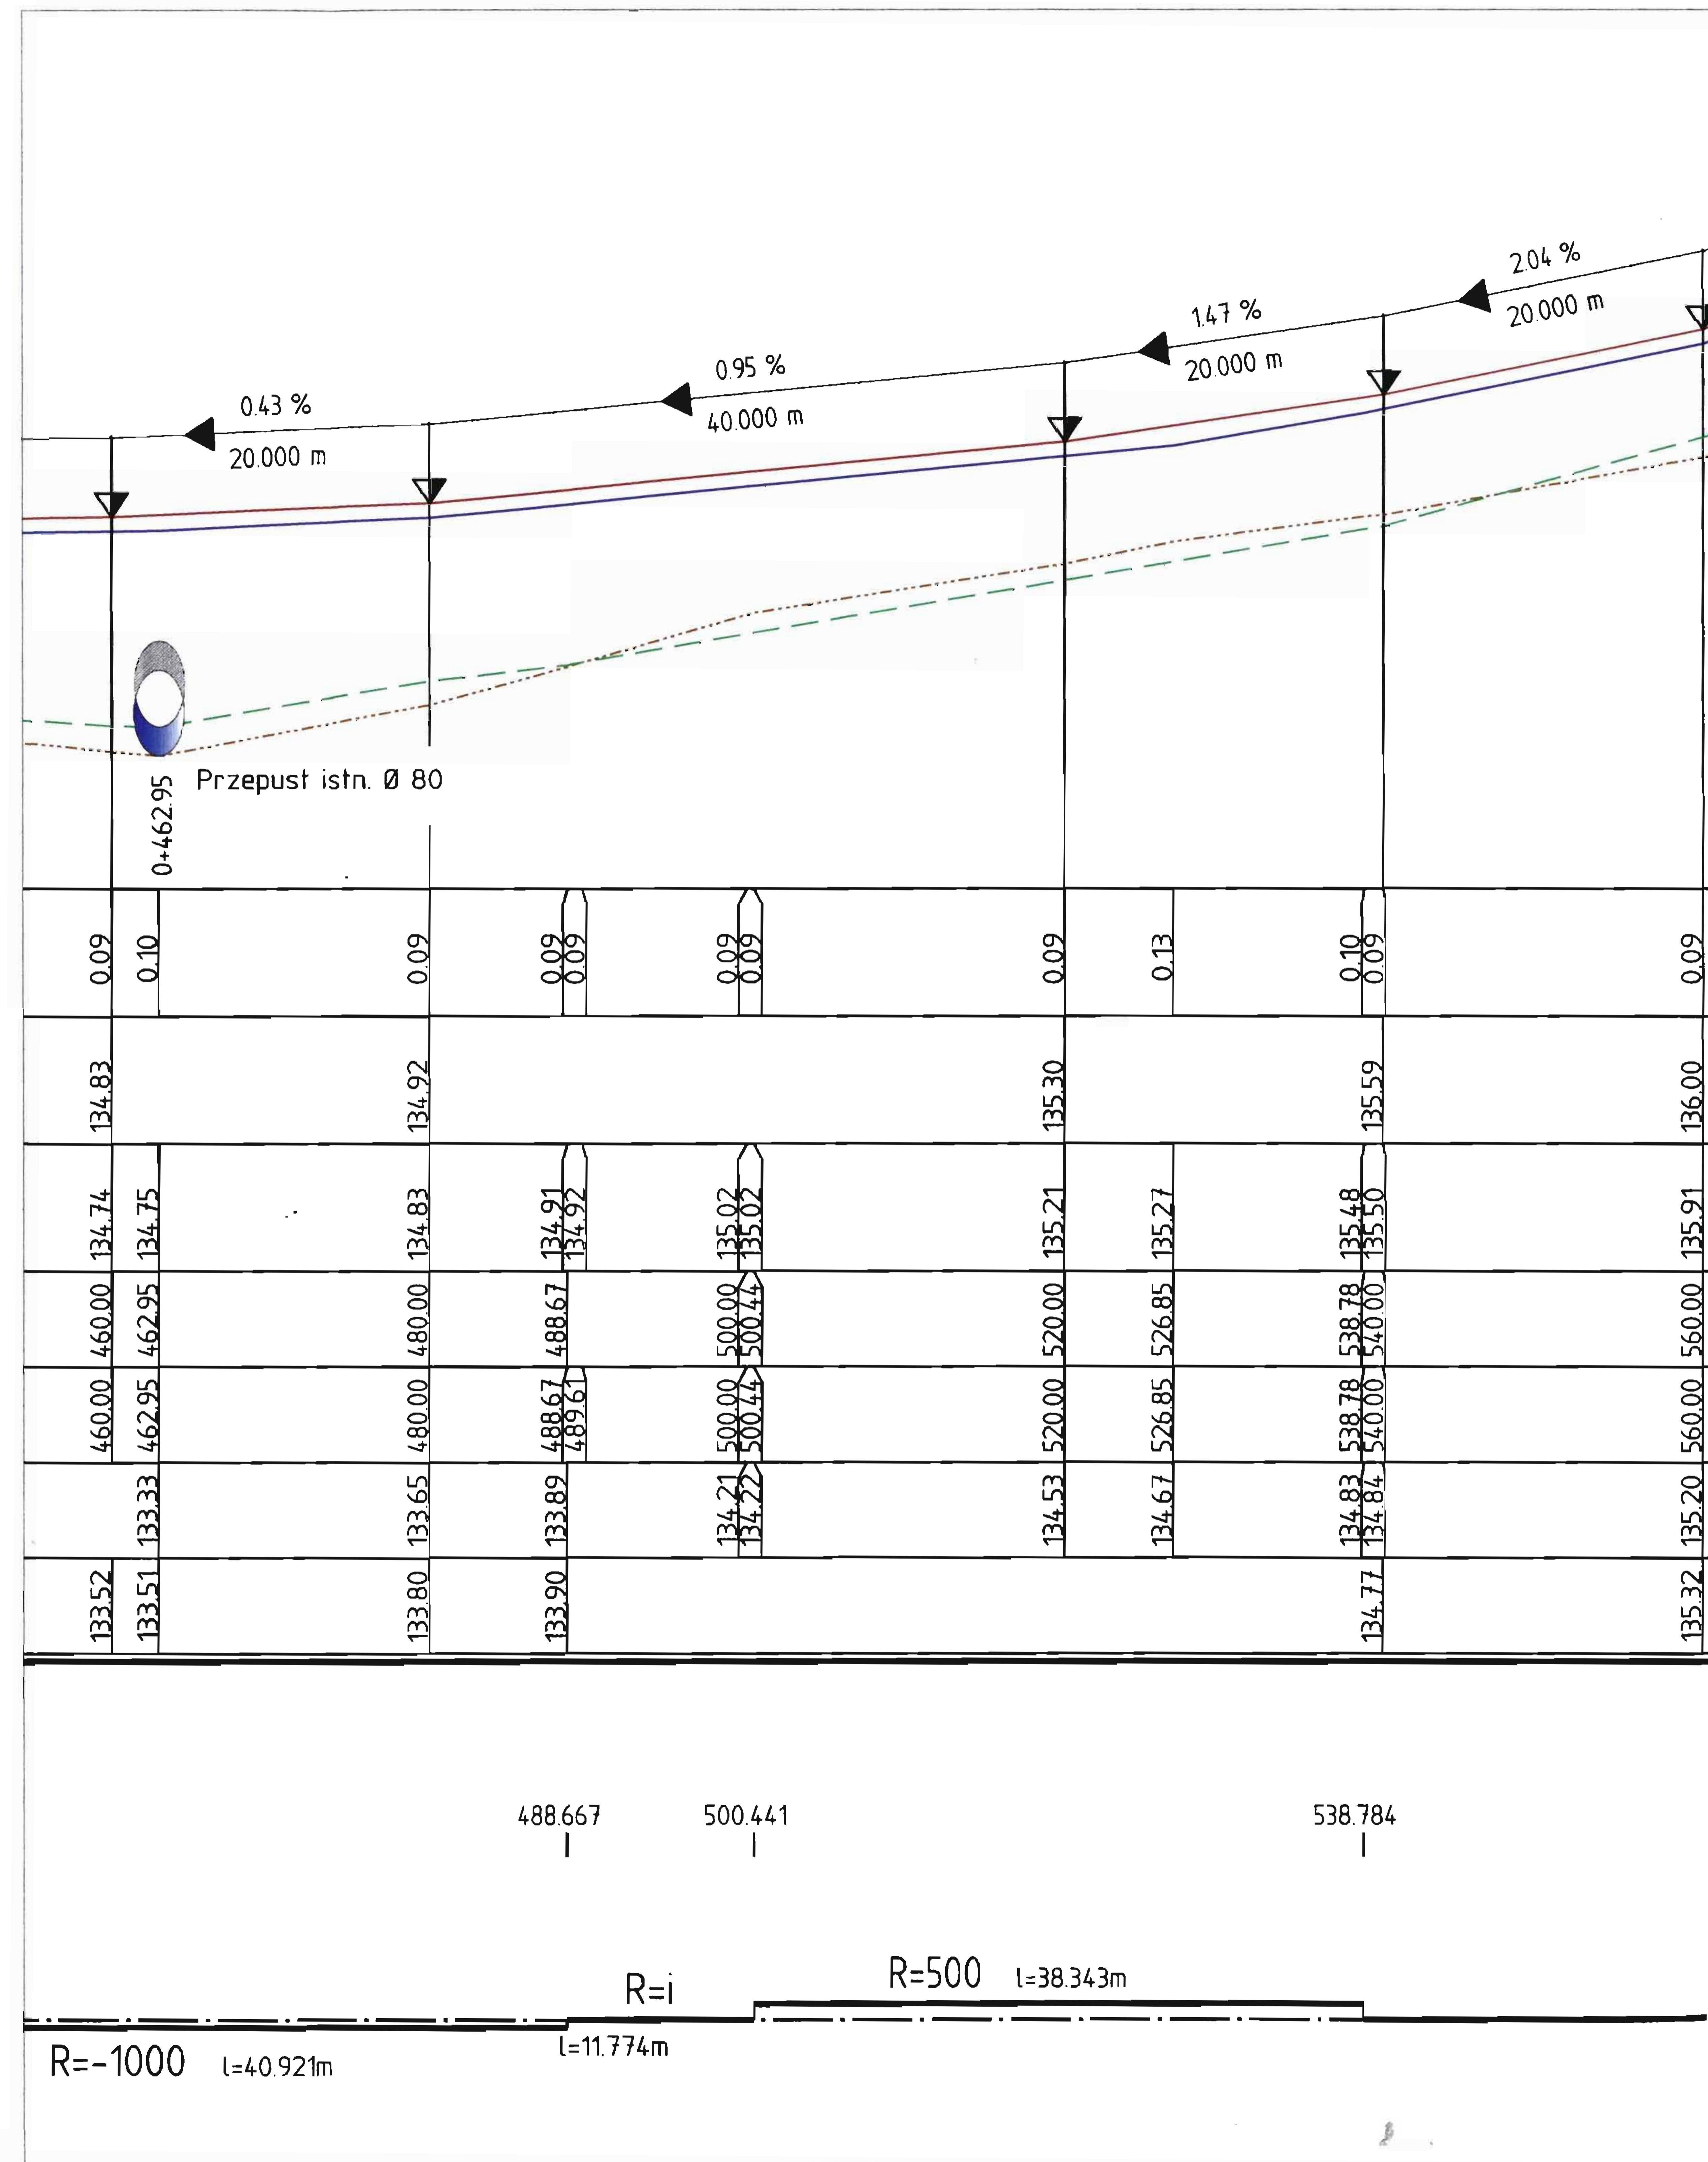 2.04 %
20.000 m
1.47 %
20.000 m
0.95 %
40.000 m
0.43 %
20.000 m
Przepust istn. Ø 80
0+462.95
0.09 0.10 0.09 0.09 0.09 0.09 0.09 0.09 0.13 0.10 0.09 0.09
134.83 134.92 135.30 135.59 136.00
134.74 134.75 134.83 134.91 134.92 135.02 135.02 135.21 135.27 135.48 135.50 135.91
460.00 462.95 480.00 488.67 500.00 500.44 520.00 526.85 538.78 540.00 560.00
460.00 462.95 480.00 488.67 489.61 500.00 500.44 520.00 526.85 538.78 540.00 560.00
133.33 133.65 133.89 134.21 134.22 134.53 134.67 134.83 134.84 135.20
133.52 133.51 133.80 133.90 134.77 135.32
488.667 500.441 538.784
R=i
R=500 l=38.343m
R=-1000 l=40.921m
l=11.774m